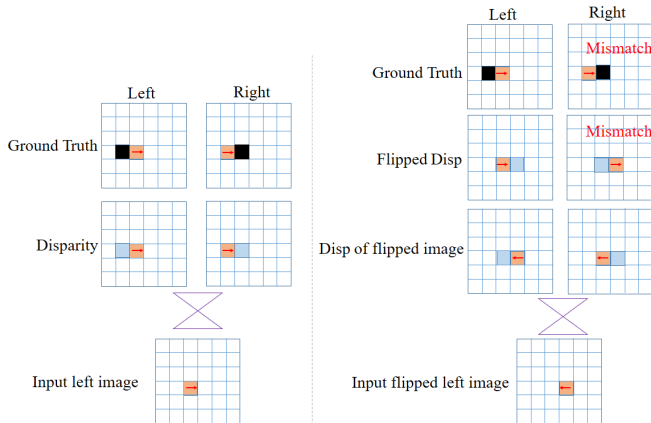 Left
Right
Ground Truth
Disparity
Input left image
Left
Right
Mismatch
Ground Truth
Mismatch
Flipped Disp
Disp of flipped image
Input flipped left image